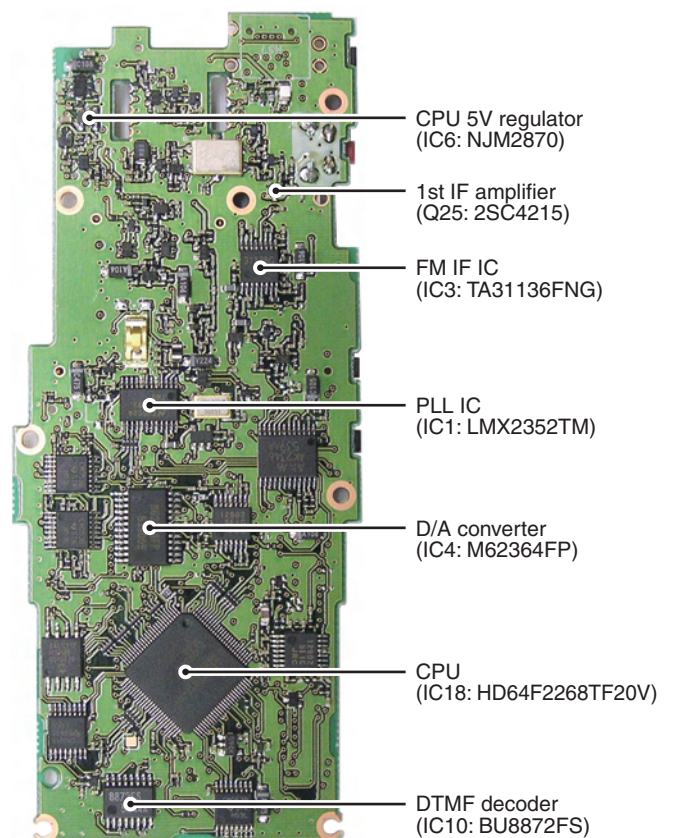 CPU 5V regulator
(IC6: NJM2870)
1st IF amplifier
(Q25: 2SC4215)
FM IF IC
(IC3: TA31136FNG)
PLL IC
(IC1: LMX2352TM)
D/A converter
(IC4: M62364FP)
CPU
(IC18: HD64F2268TF20V)
DTMF decoder
(IC10: BU8872FS)